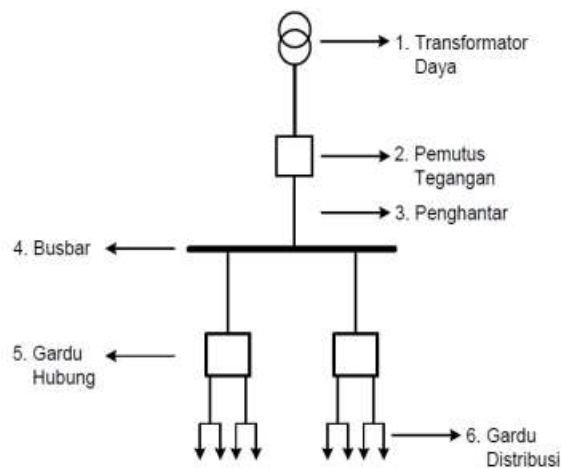 1. Transformator
Daya
2. Pemutus
Tegangan
3. Penghantar
4. Busbar
5. Gardu
Hubung
6. Gardu
Distribusi